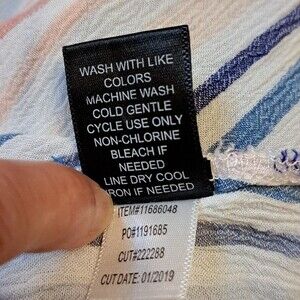 WASH WITH LIKE
COLORS
MACHINE WASH
COLD GENTLE
CYCLE USE ONLY
NON-CHLORINE
BLEACH IF
NEEDED
LINE DRY COOL
IRON IF NEEDED
ITEM#11686048
PO#1191685
CUT#222288
CUT DATE: 01/2019